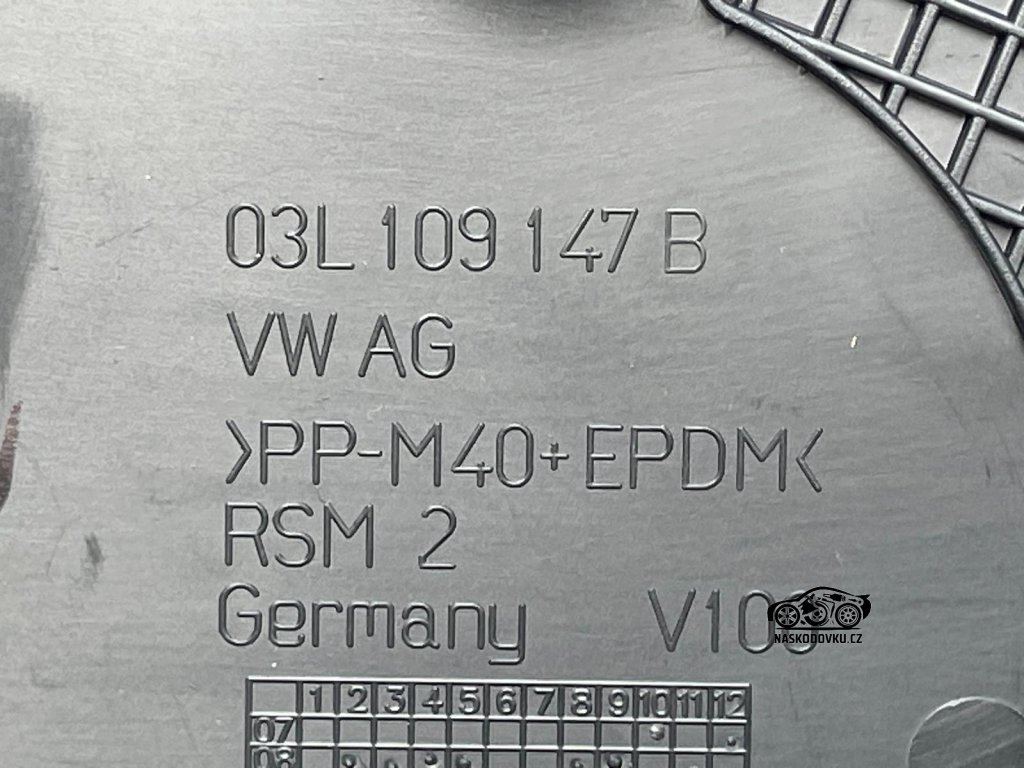 03L 109 147 B
VW AG
>PP-M40+EPDM<
RSM 2
Germany
NASKODOVKU.CZ
1 2 3 4 5 6 7 8 9 10 11 12
07
08